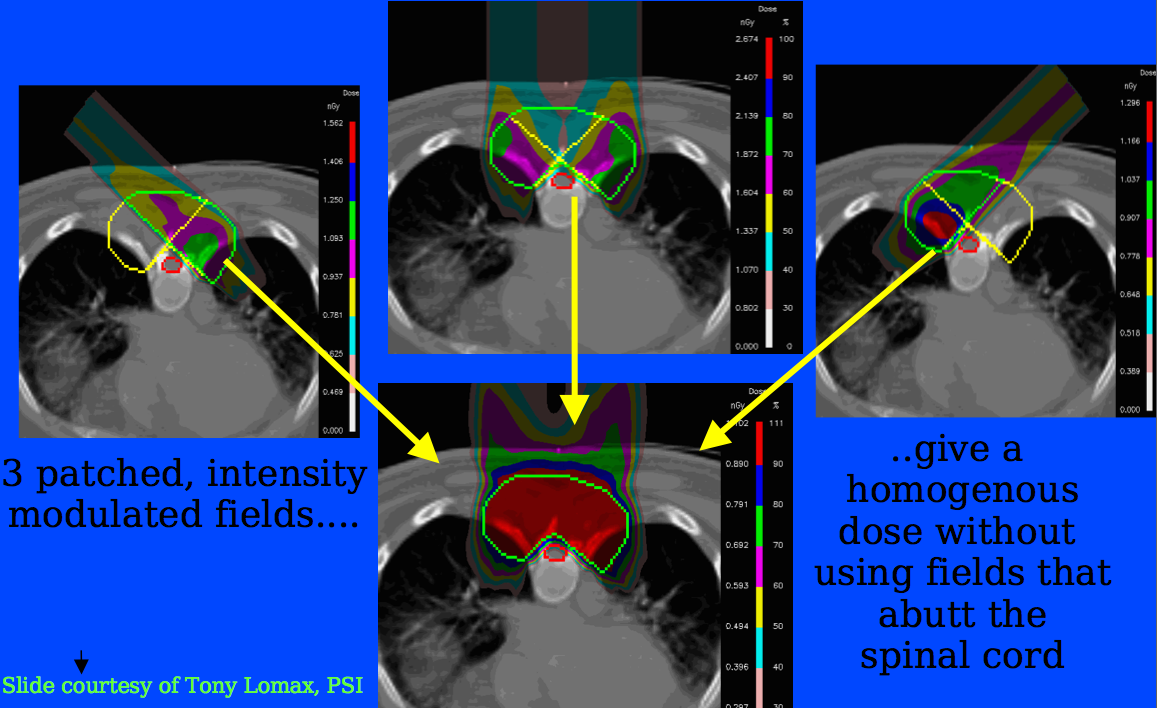 Dose
nGy
1.562
1.406
1.250
1.093
0.937
0.781
0.625
0.469
0.000
Dose
nGy %
2.674 100
2.407 90
2.139 80
1.872 70
1.604 60
1.337 50
1.070 40
0.802 30
0.000 0
Dose
nGy
1.296
1.166
1.037
0.907
0.778
0.648
0.518
0.389
0.000
3 patched, intensity
modulated fields....
Dose
nGy %
111
0.890 90
0.791 80
0.692 70
0.593 60
0.494 50
0.396 40
0.297 30
..give a
homogenous
dose without
using fields that
abutt the
spinal cord
Slide courtesy of Tony Lomax, PSI